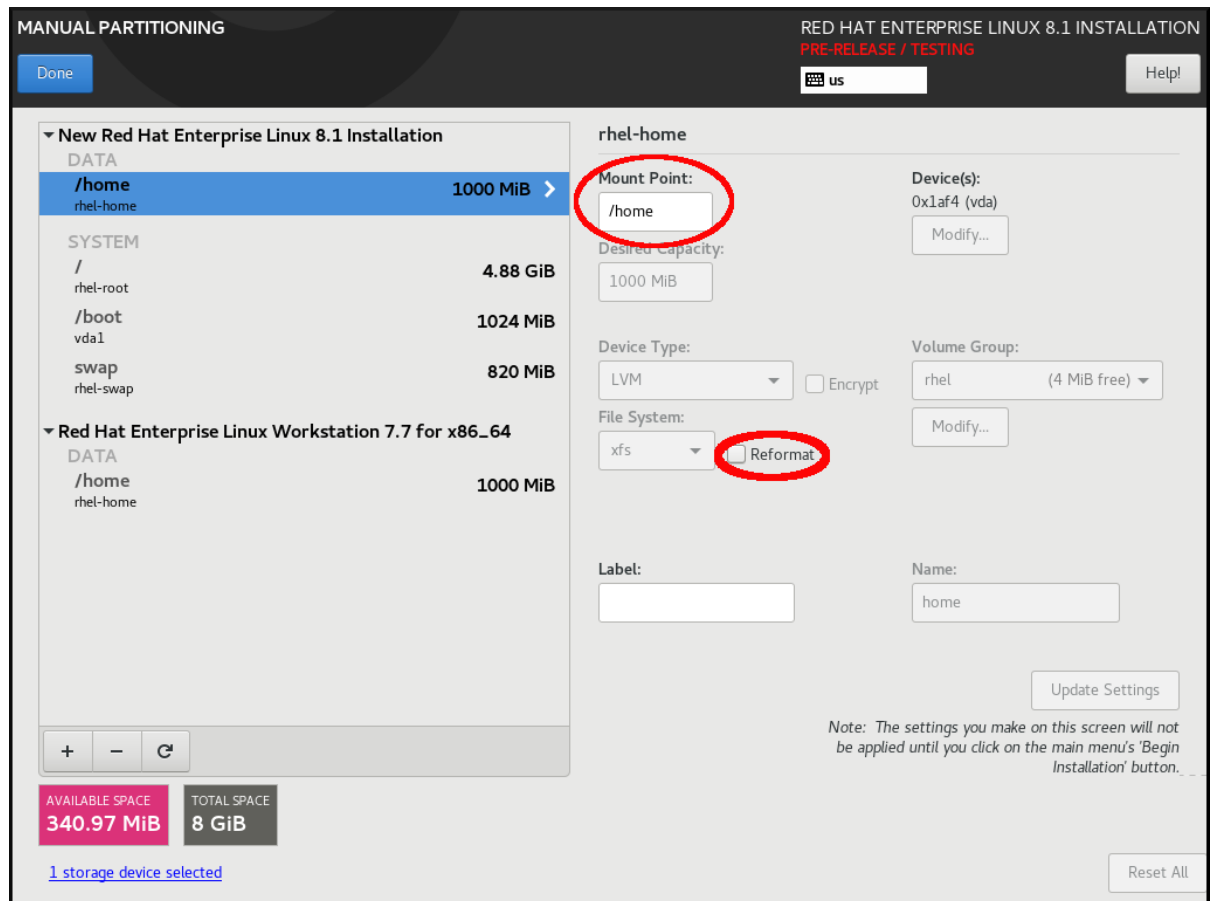 MANUAL PARTITIONING
RED HAT ENTERPRISE LINUX 8.1 INSTALLATION
PRE-RELEASE / TESTING
Done
us
Help!
New Red Hat Enterprise Linux 8.1 Installation
DATA
/home
1000 MiB
rhel-home
SYSTEM
/
4.88 GiB
rhel-root
/boot
1024 MiB
vda1
swap
820 MiB
rhel-swap
Red Hat Enterprise Linux Workstation 7.7 for x86_64
DATA
/home
1000 MiB
rhel-home
+ −
AVAILABLE SPACE
340.97 MiB
TOTAL SPACE
8 GiB
1 storage device selected
rhel-home
Mount Point:
/home
Device(s):
0x1af4 (vda)
Modify...
Desired Capacity:
1000 MiB
Device Type:
LVM
Encrypt
Volume Group:
rhel (4 MiB free)
Modify...
File System:
xfs
Reformat
Label:
Name:
home
Update Settings
Note: The settings you make on this screen will not
be applied until you click on the main menu's 'Begin
Installation' button.
Reset All